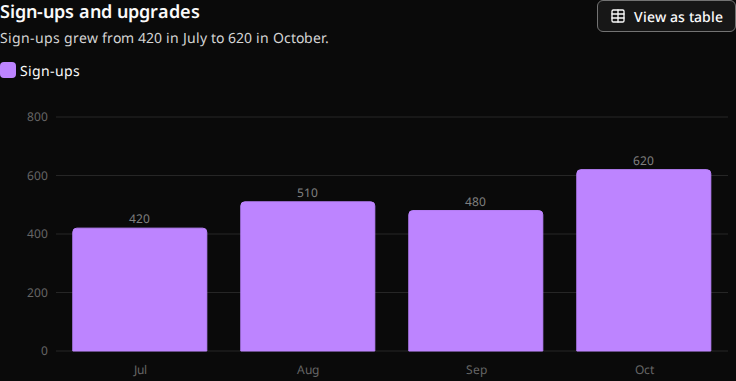 Sign-ups and upgrades
View as table
Sign-ups grew from 420 in July to 620 in October.
Sign-ups
800
600
400
200
0
420
510
480
620
Jul
Aug
Sep
Oct